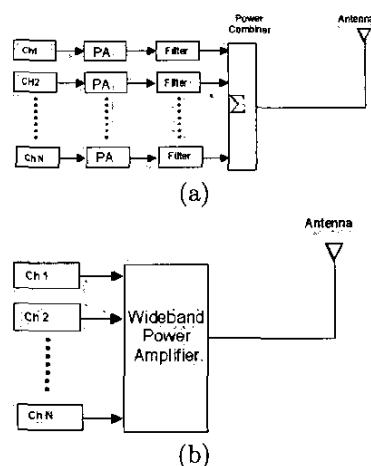 Power
Combiner
Antenna
Ch1
PA
Filter
CH2
PA
Filter
Σ
Ch N
PA
Filter
(a)
Antenna
Ch 1
Ch 2
Ch N
Wideband
Power
Amplifier.
(b)